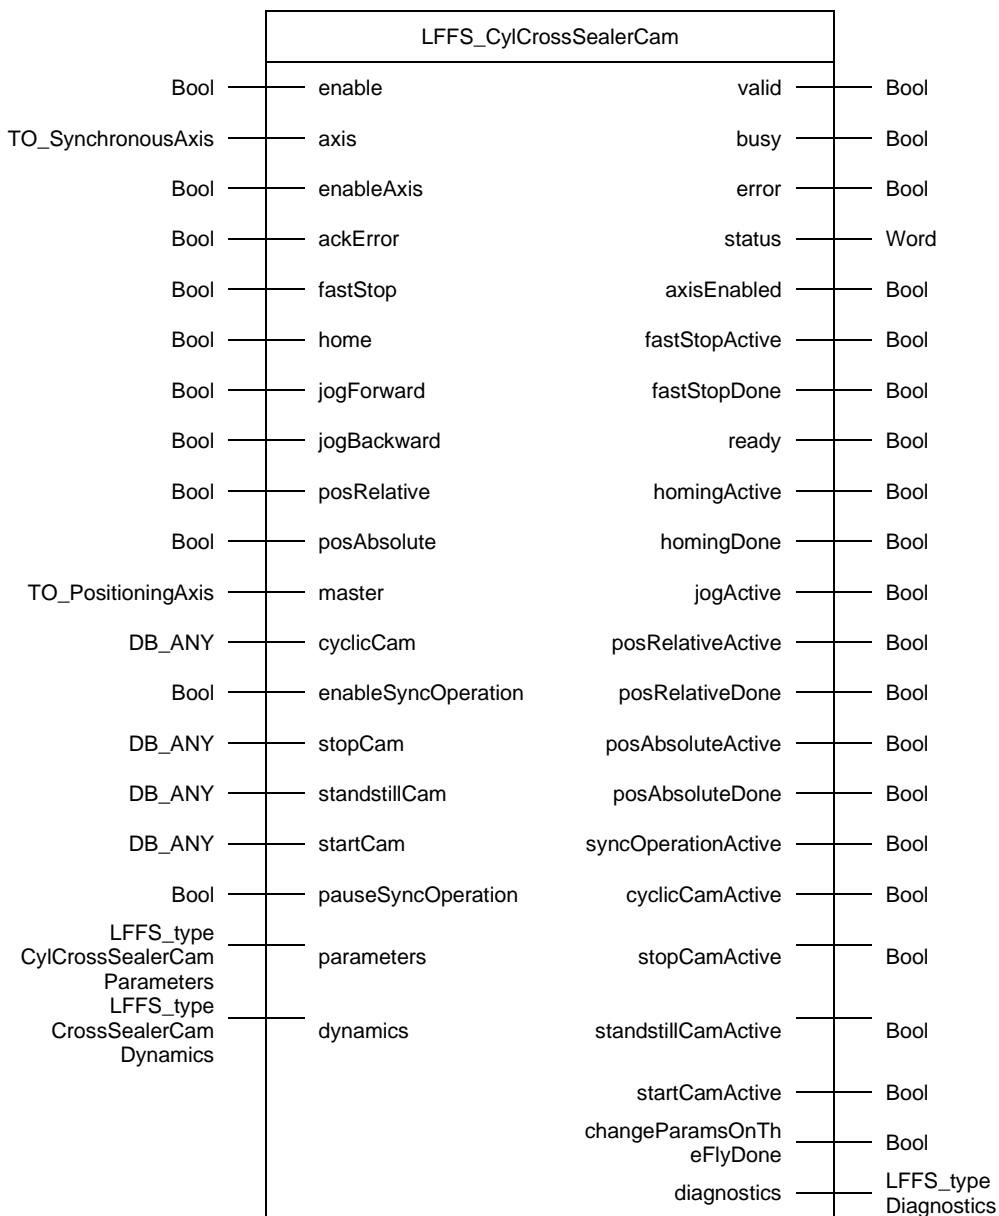 LFFS_CylCrossSealerCam
Bool enable valid Bool
TO_SynchronousAxis axis busy Bool
Bool enableAxis error Bool
Bool ackError status Word
Bool fastStop axisEnabled Bool
Bool home fastStopActive Bool
Bool jogForward fastStopDone Bool
Bool jogBackward ready Bool
Bool posRelative homingActive Bool
Bool posAbsolute homingDone Bool
TO_PositioningAxis master jogActive Bool
DB_ANY cyclicCam posRelativeActive Bool
Bool enableSyncOperation posRelativeDone Bool
DB_ANY stopCam posAbsoluteActive Bool
DB_ANY standstillCam posAbsoluteDone Bool
DB_ANY startCam syncOperationActive Bool
Bool pauseSyncOperation cyclicCamActive Bool
LFFS_type
CylCrossSealerCam parameters stopCamActive Bool
Parameters
LFFS_type
CrossSealerCam dynamics standstillCamActive Bool
Dynamics
startCamActive Bool
changeParamsOnTh
eFlyDone Bool
diagnostics LFFS_type
Diagnostics